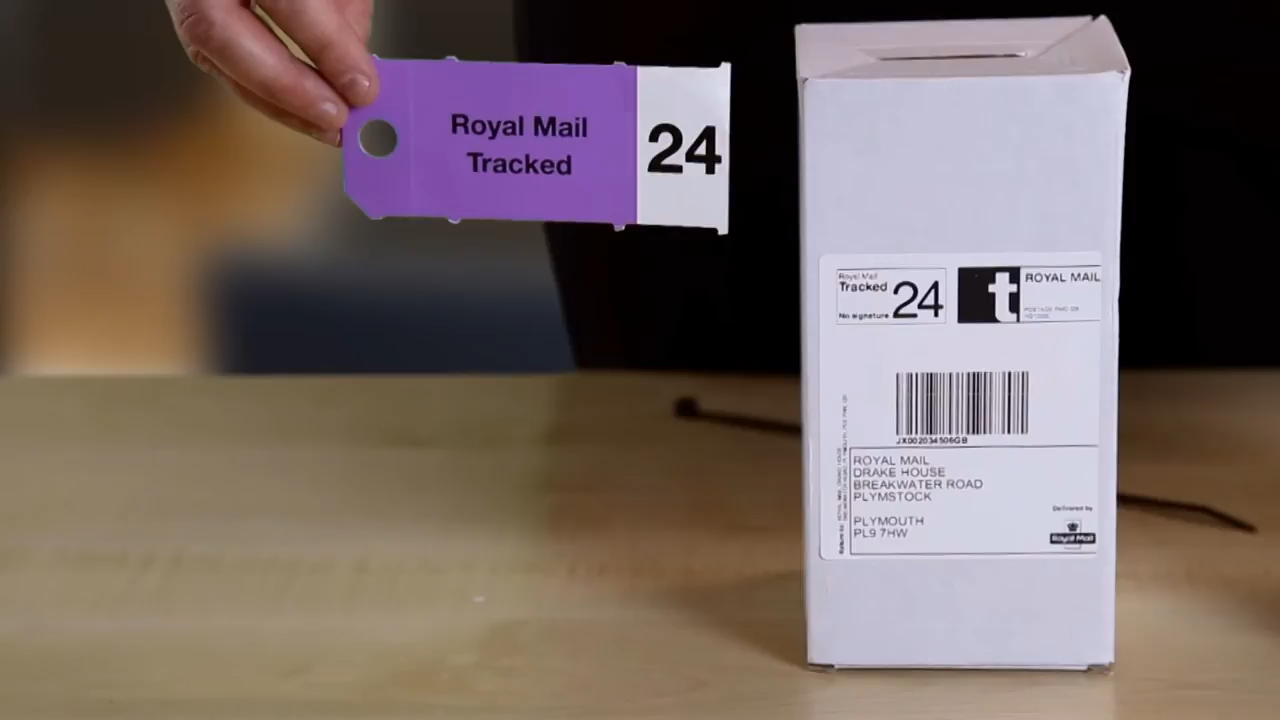 Royal Mail
Tracked
24
Royal Mail
Tracked
24
No signature
t
ROYAL MAIL
JX002034506GB
ROYAL MAIL
DRAKE HOUSE
BREAKWATER ROAD
PLYMSTOCK
PLYMOUTH
PL9 7HW
Delivered by
Royal Mail